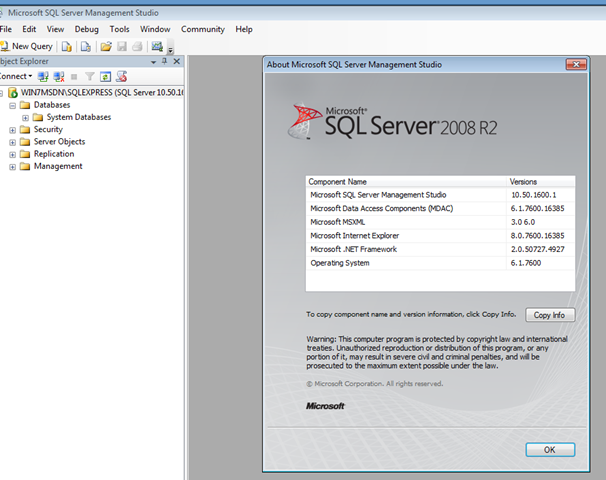 Microsoft SQL Server Management Studio
File Edit View Debug Tools Window Community Help
New Query
bject Explorer
Connect
WIN7MSDN\SQLEXPRESS (SQL Server 10.50.16
Databases
System Databases
Security
Server Objects
Replication
Management
About Microsoft SQL Server Management Studio
Microsoft®
SQL Server® 2008 R2
Component Name Versions
Microsoft SQL Server Management Studio 10.50.1600.1
Microsoft Data Access Components (MDAC) 6.1.7600.16385
Microsoft MSXML 3.0 6.0
Microsoft Internet Explorer 8.0.7600.16385
Microsoft .NET Framework 2.0.50727.4927
Operating System 6.1.7600
To copy component name and version information, click Copy Info.
Copy Info
Warning: This computer program is protected by copyright law and international
treaties. Unauthorized reproduction or distribution of this program, or any
portion of it, may result in severe civil and criminal penalties, and will be
prosecuted to the maximum extent possible under the law.
© Microsoft Corporation. All rights reserved.
Microsoft
OK